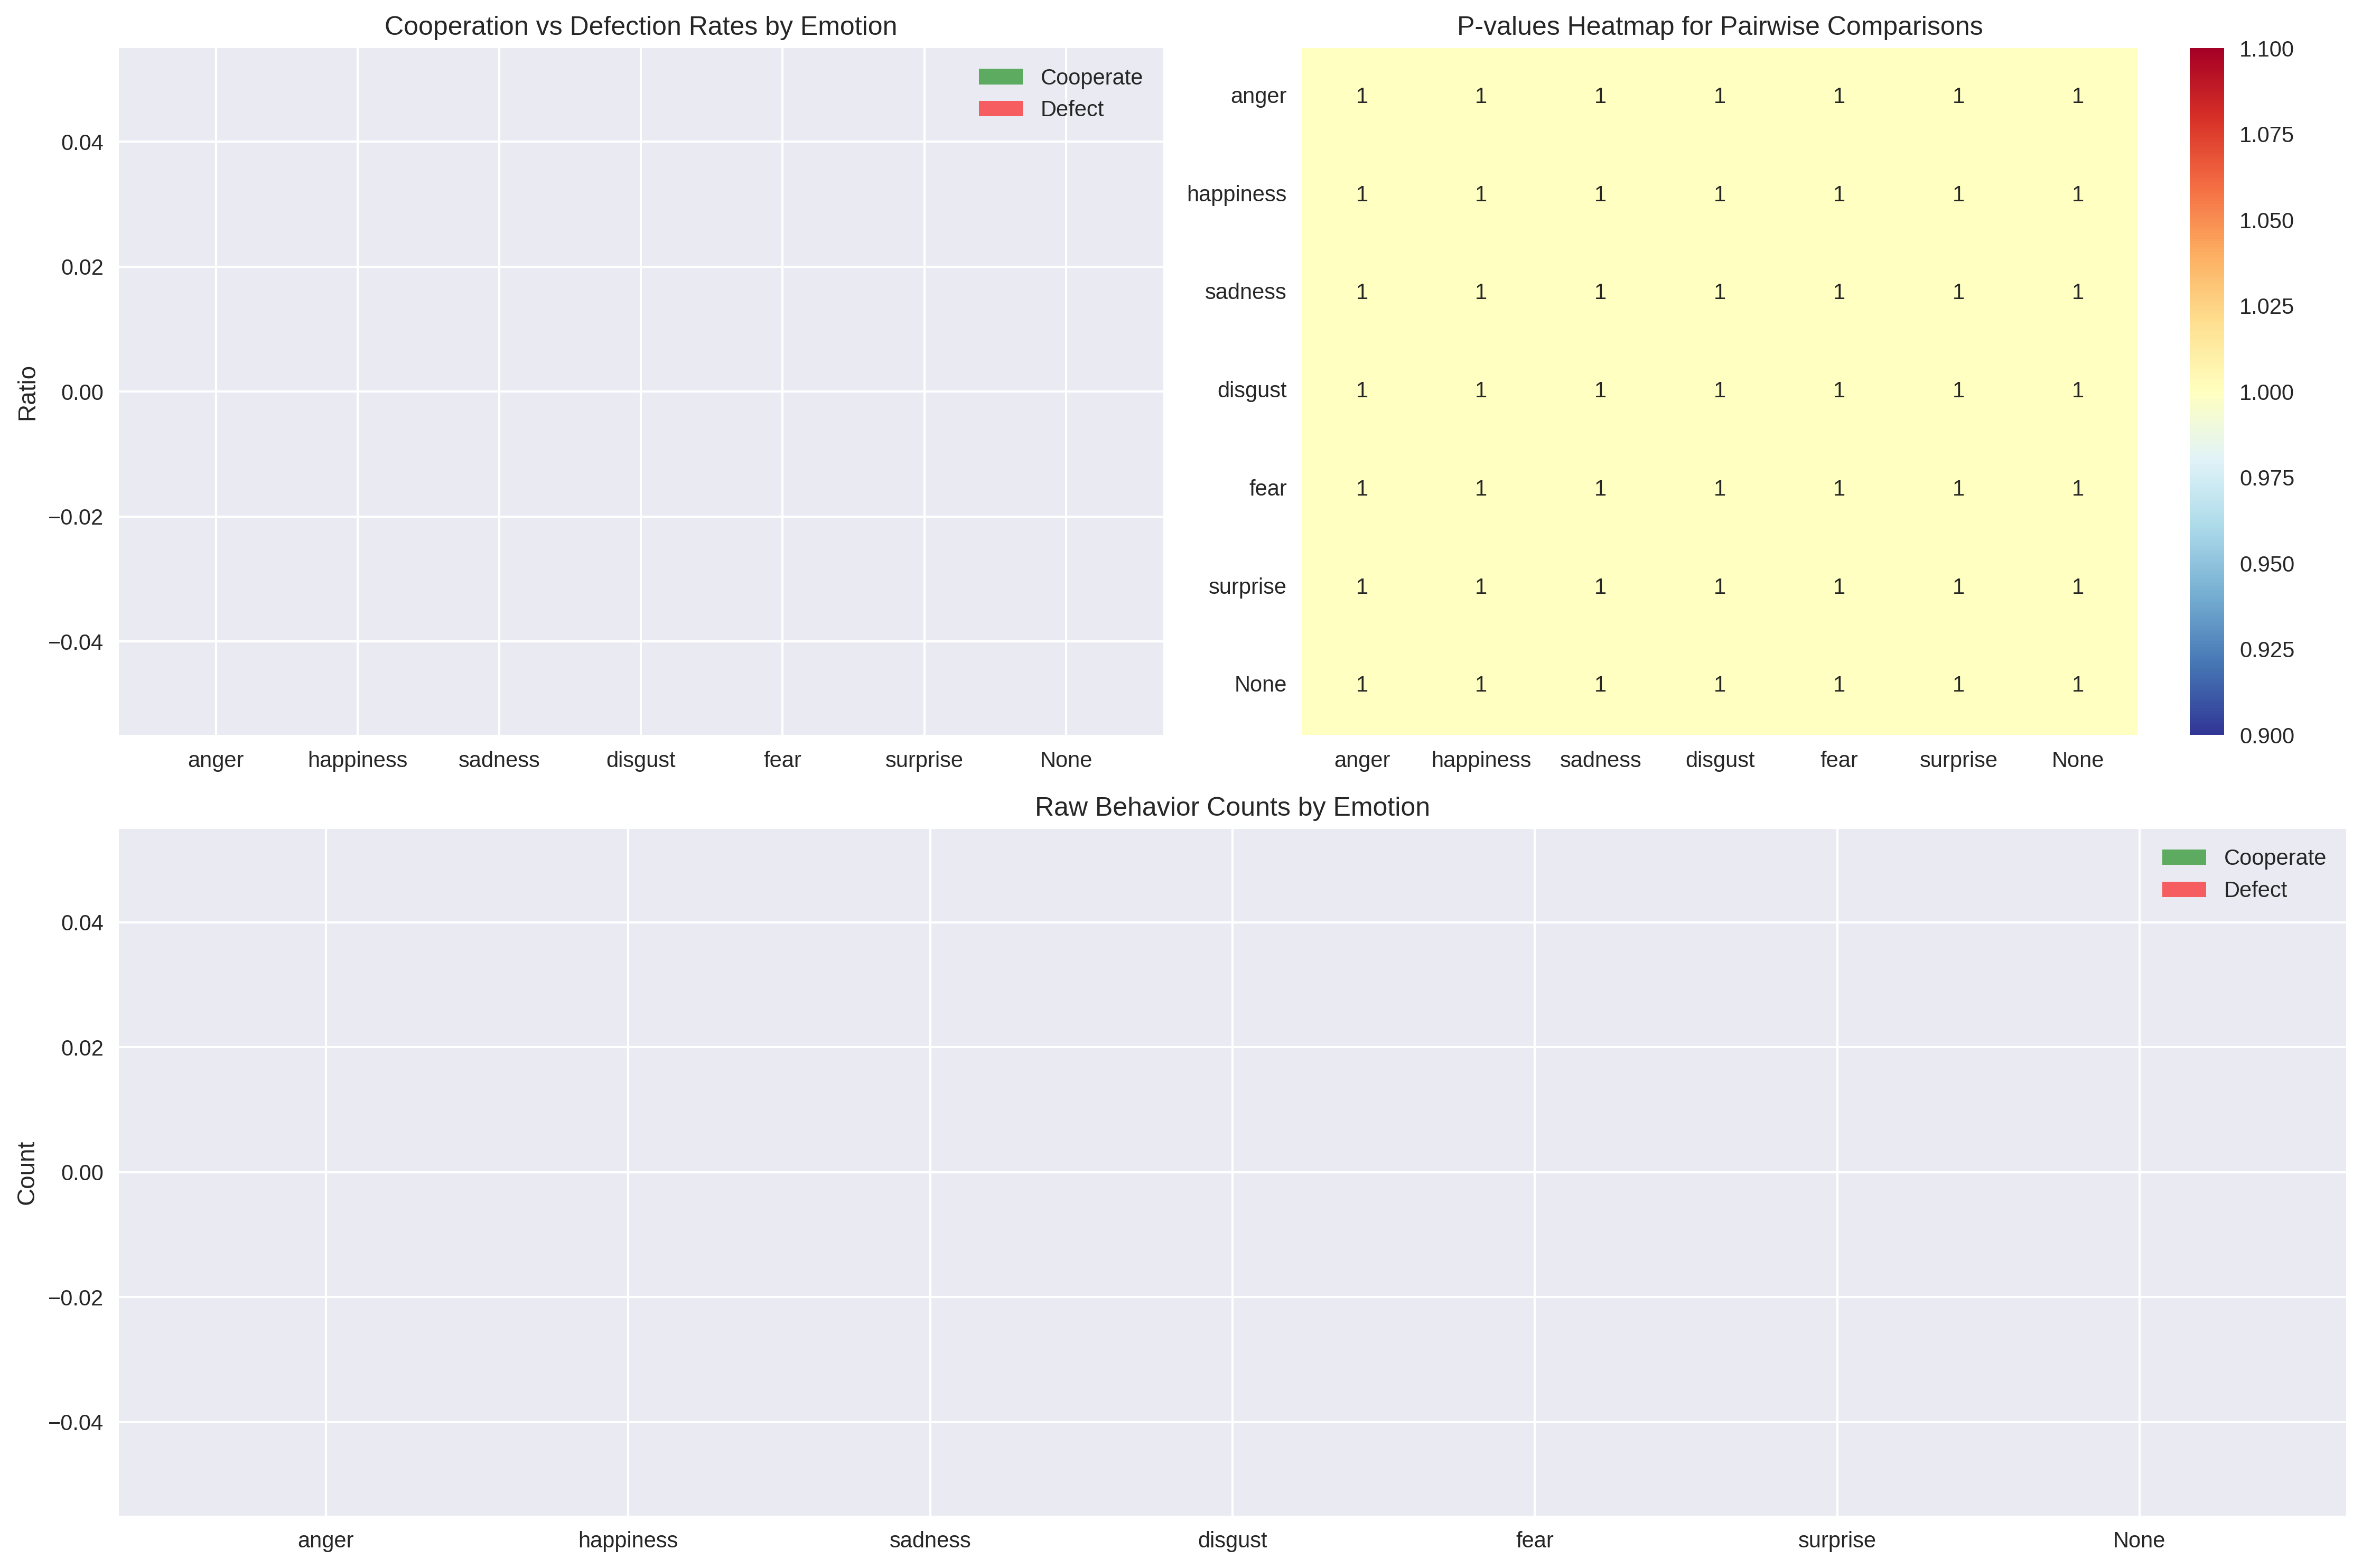 Cooperation vs Defection Rates by Emotion
Cooperate
Defect
Ratio
0.04
0.02
0.00
−0.02
−0.04
anger happiness sadness disgust fear surprise None
P-values Heatmap for Pairwise Comparisons
anger 1 1 1 1 1 1 1
happiness 1 1 1 1 1 1 1
sadness 1 1 1 1 1 1 1
disgust 1 1 1 1 1 1 1
fear 1 1 1 1 1 1 1
surprise 1 1 1 1 1 1 1
None 1 1 1 1 1 1 1
anger happiness sadness disgust fear surprise None
1.100
1.075
1.050
1.025
1.000
0.975
0.950
0.925
0.900
Raw Behavior Counts by Emotion
Cooperate
Defect
Count
0.04
0.02
0.00
−0.02
−0.04
anger happiness sadness disgust fear surprise None